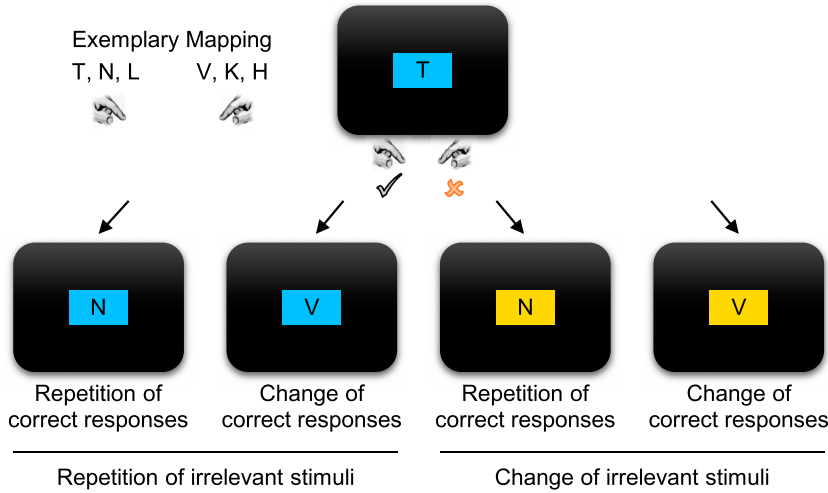 Exemplary Mapping
T, N, L
V, K, H
T
N
V
N
V
Repetition of
correct responses
Change of
correct responses
Repetition of
correct responses
Change of
correct responses
Repetition of irrelevant stimuli
Change of irrelevant stimuli